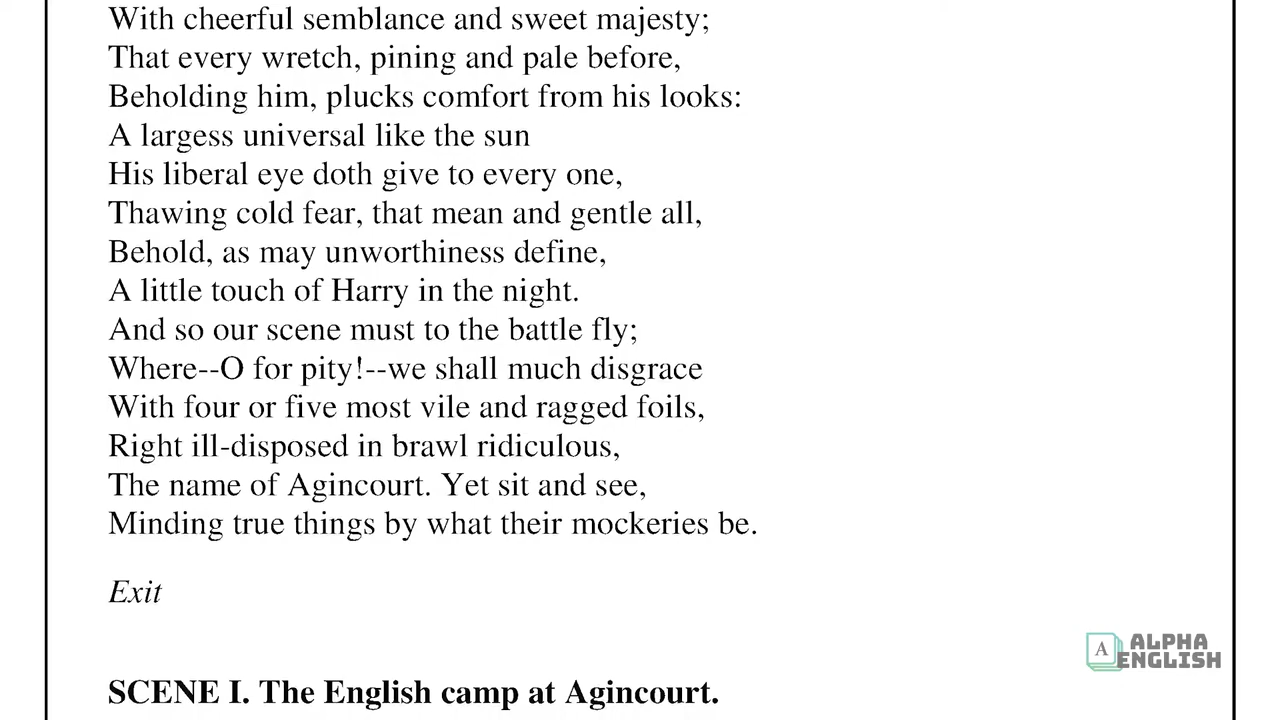 With cheerful semblance and sweet majesty;
That every wretch, pining and pale before,
Beholding him, plucks comfort from his looks:
A largess universal like the sun
His liberal eye doth give to every one,
Thawing cold fear, that mean and gentle all,
Behold, as may unworthiness define,
A little touch of Harry in the night.
And so our scene must to the battle fly;
Where--O for pity!--we shall much disgrace
With four or five most vile and ragged foils,
Right ill-disposed in brawl ridiculous,
The name of Agincourt. Yet sit and see,
Minding true things by what their mockeries be.
Exit
A ALPHA
ENGLISH
SCENE I. The English camp at Agincourt.